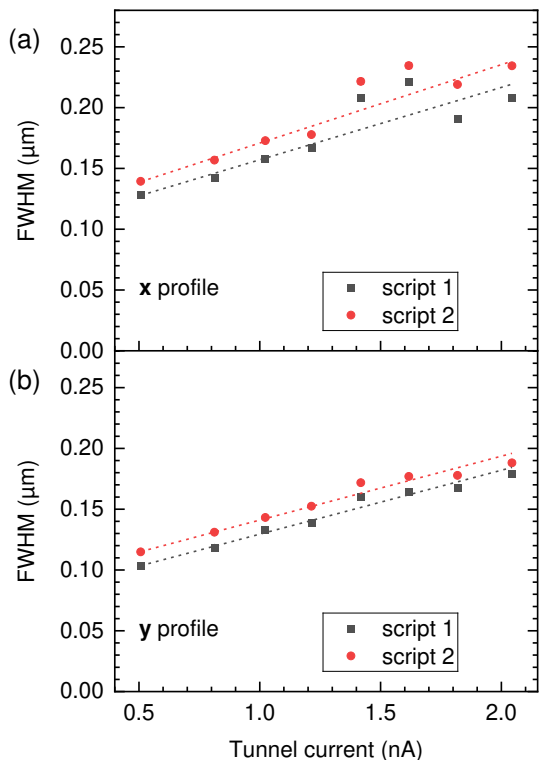 (a)
0.25
0.20
0.15
0.10
0.05
0.00
FWHM (µm)
x profile
script 1
script 2
(b)
0.25
0.20
0.15
0.10
0.05
0.00
FWHM (µm)
y profile
script 1
script 2
0.5 1.0 1.5 2.0
Tunnel current (nA)